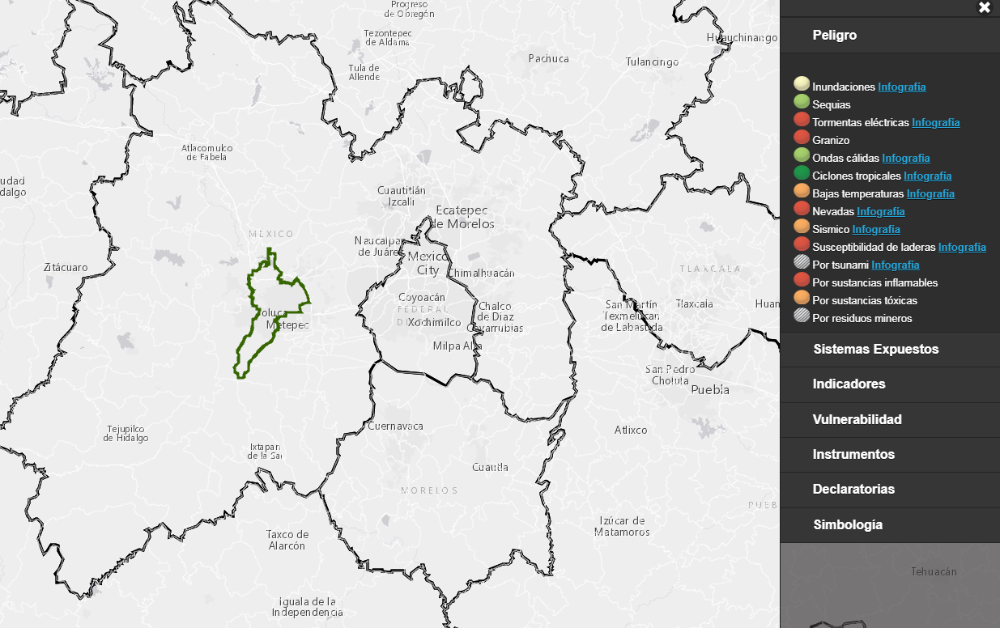 Progreso
de Obregón
Tezontepec
de Aldama
Huauchinango
Pachuca
Tulancingo
Tula de
Allende
Atlacomulco
de Fabela
dalgo
Cuautitlán
Izcalli
Ecatepec
de Morelos
MÉXICO
Naucalpan
de Juárez
Mexico
City
Zitácuaro
Chimalhuacán
TLAXCALA
Coyoacán
FEDERAL
DISTRICT
Toluca
Metepec
Xochimilco
Chalco
de Díaz
Covarrubias
San Martín
Texmelucan
de Labastida
Tlaxcala
Huam
Milpa Alta
San Pedro
Cholula
Puebla
Cuernavaca
Atlixco
Tejupilco
de Hidalgo
Ixtapan
de la Sal
Cuautla
MORELOS
PUEB
Izúcar de
Matamoros
Taxco de
Alarcón
Iguala de la
Independencia
Peligro
Inundaciones Infografía
Sequias
Tormentas eléctricas Infografía
Granizo
Ondas cálidas Infografía
Ciclones tropicales Infografía
Bajas temperaturas Infografía
Nevadas Infografía
Sismico Infografía
Susceptibilidad de laderas Infografía
Por tsunami Infografía
Por sustancias inflamables
Por sustancias tóxicas
Por residuos mineros
Sistemas Expuestos
Indicadores
Vulnerabilidad
Instrumentos
Declaratorias
Simbología
Tehuacán